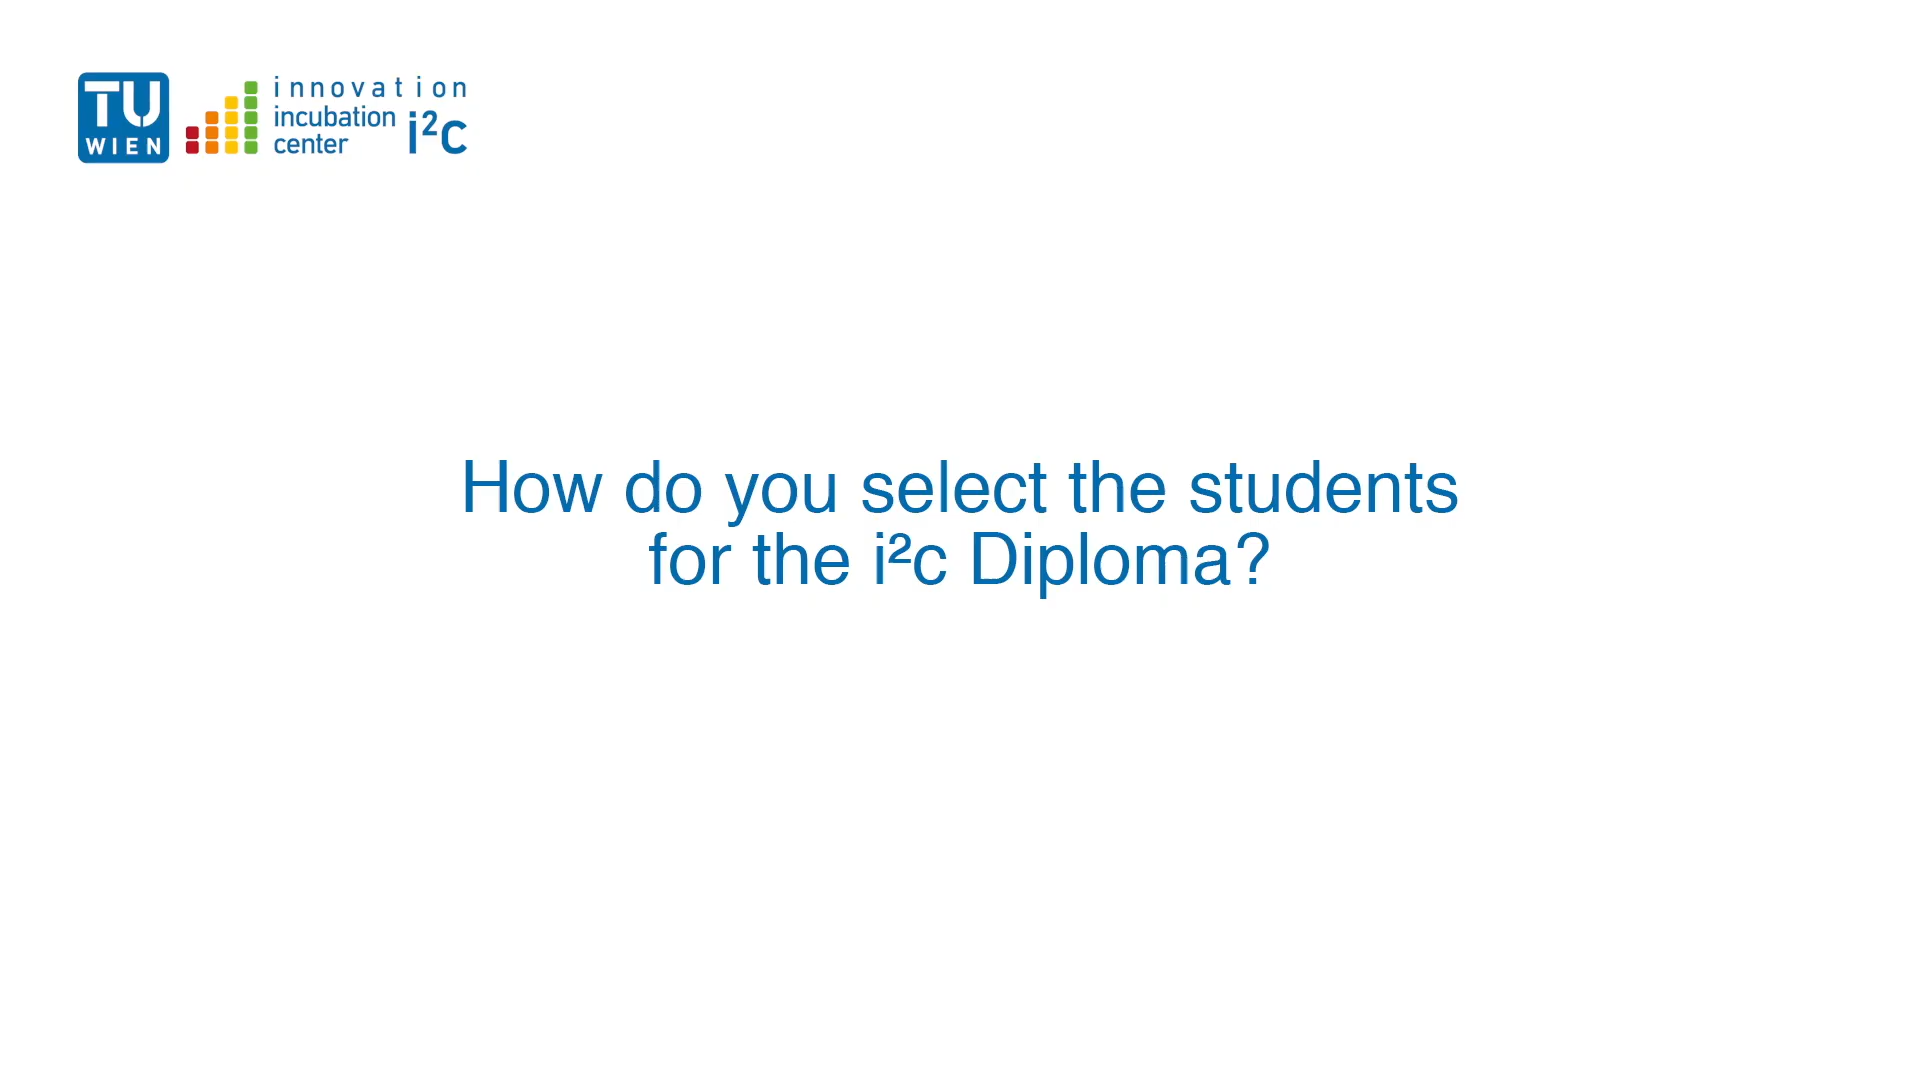 TU
WIEN
innovation
incubation
center
i²c
How do you select the students
for the i²c Diploma?